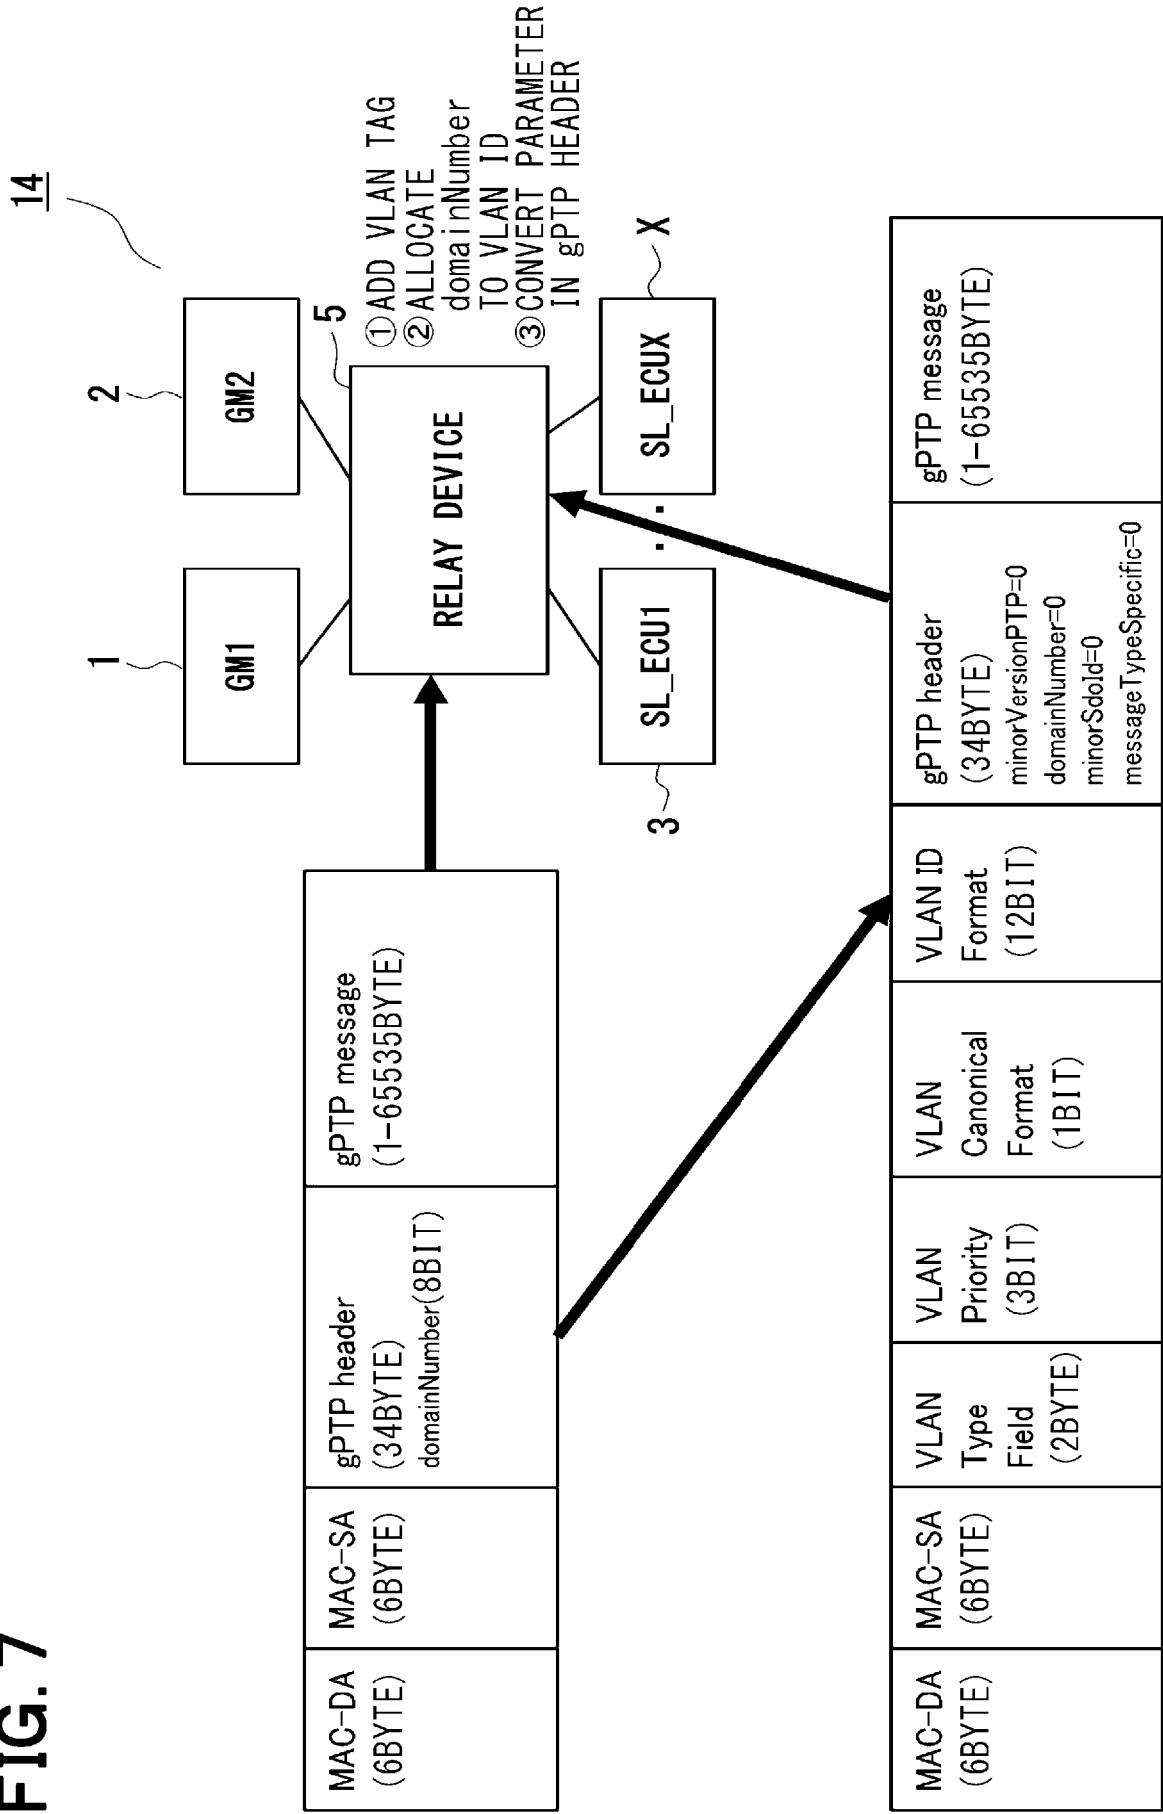 FIG. 7
14
1
2
GM1
GM2
5
RELAY DEVICE
①ADD VLAN TAG
②ALLOCATE
domainNumber
TO VLAN ID
③CONVERT PARAMETER
IN gPTP HEADER
SL_ECU1
. . .
SL_ECUX
3
X
MAC-DA
(6BYTE)
MAC-SA
(6BYTE)
gPTP header
(34BYTE)
domainNumber(8BIT)
gPTP message
(1-65535BYTE)
MAC-DA
(6BYTE)
MAC-SA
(6BYTE)
VLAN
Type
Field
(2BYTE)
VLAN
Priority
(3BIT)
VLAN
Canonical
Format
(1BIT)
VLAN ID
Format
(12BIT)
gPTP header
(34BYTE)
minorVersionPTP=0
domainNumber=0
minorSdoId=0
messageTypeSpecific=0
gPTP message
(1-65535BYTE)